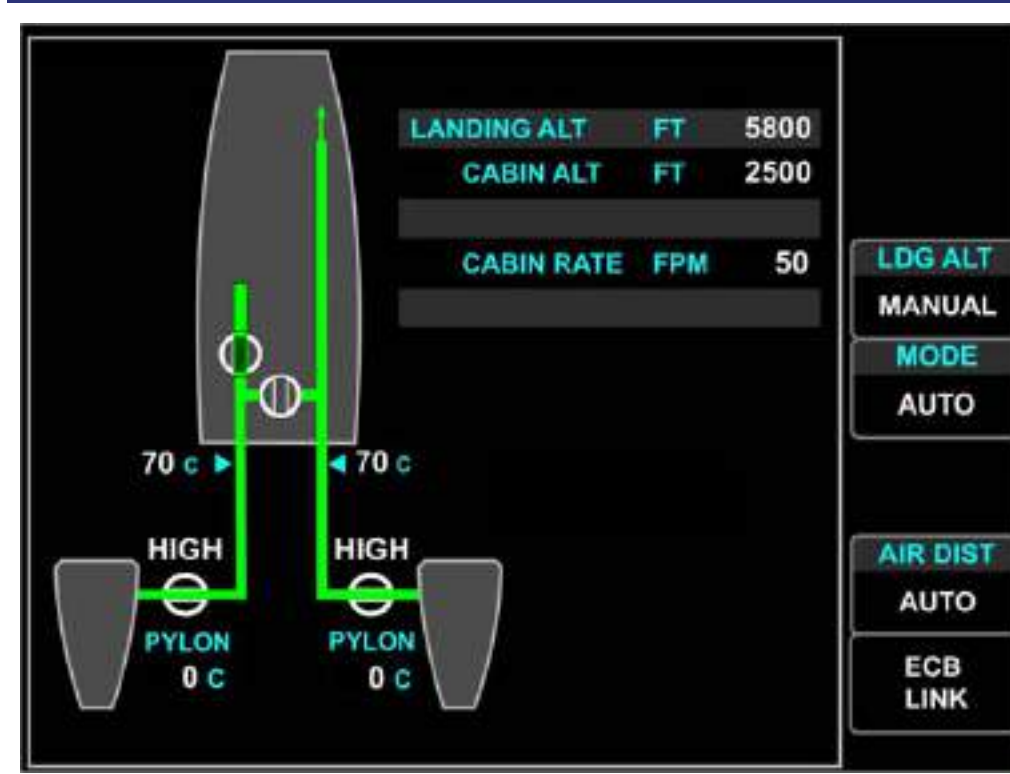 LANDING ALT FT 5800
CABIN ALT FT 2500
CABIN RATE FPM 50
LDG ALT
MANUAL
MODE
AUTO
70 C 70 C
HIGH HIGH
PYLON PYLON
0 C 0 C
AIR DIST
AUTO
ECB
LINK